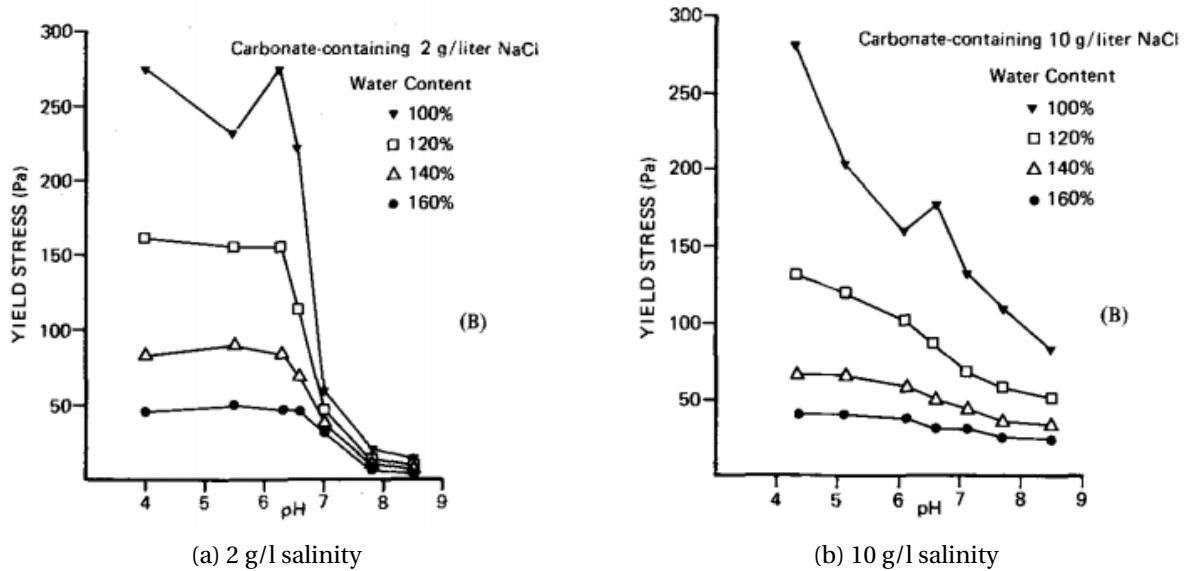 Carbonate-containing 2 g/liter NaCl
Water Content
100%
120%
140%
160%
YIELD STRESS (Pa)
300
250
200
150
100
50
(B)
4 5 6 7 8 9
pH
(a) 2 g/l salinity
Carbonate-containing 10 g/liter NaCl
Water Content
100%
120%
140%
160%
YIELD STRESS (Pa)
300
250
200
150
100
50
(B)
4 5 6 7 8 9
pH
(b) 10 g/l salinity